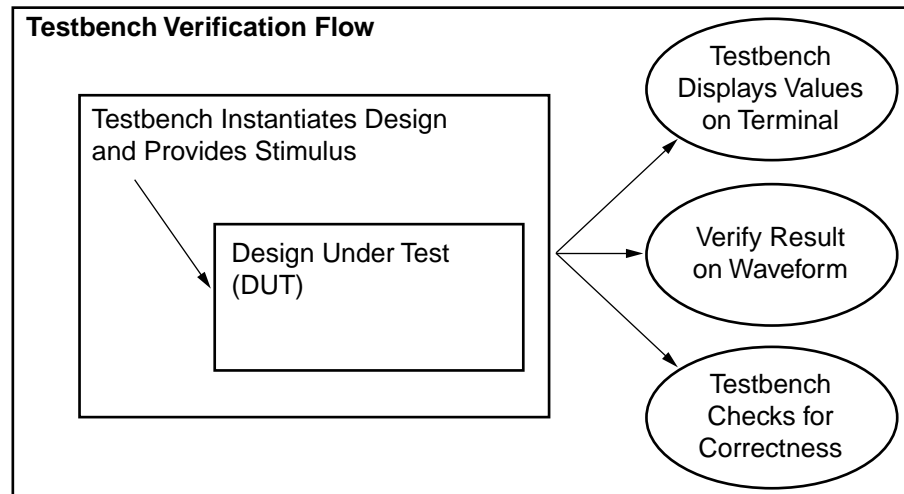 Testbench Verification Flow
Testbench Instantiates Design
and Provides Stimulus
Design Under Test
(DUT)
Testbench
Displays Values
on Terminal
Verify Result
on Waveform
Testbench
Checks for
Correctness